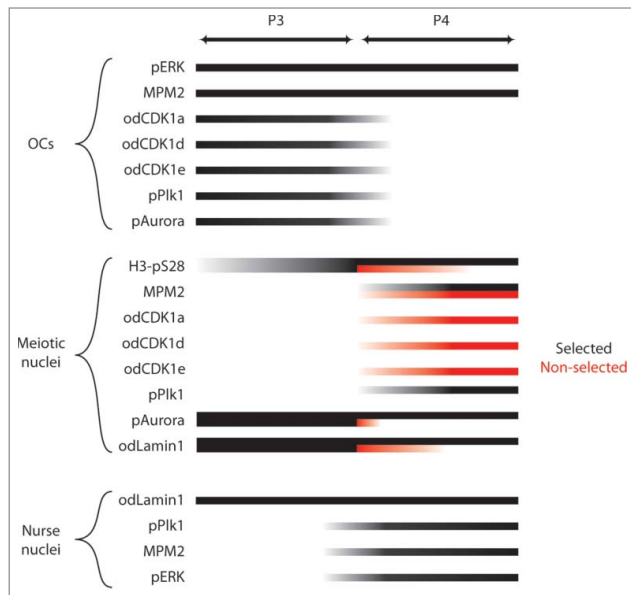 P3 P4
pERK
MPM2
odCDK1a
OCs
odCDK1d
odCDK1e
pPlk1
pAurora
H3-pS28
MPM2
odCDK1a
Meiotic
nuclei
odCDK1d
odCDK1e
pPlk1
pAurora
odLamin1
Selected
Non-selected
odLamin1
Nurse
nuclei
pPlk1
MPM2
pERK